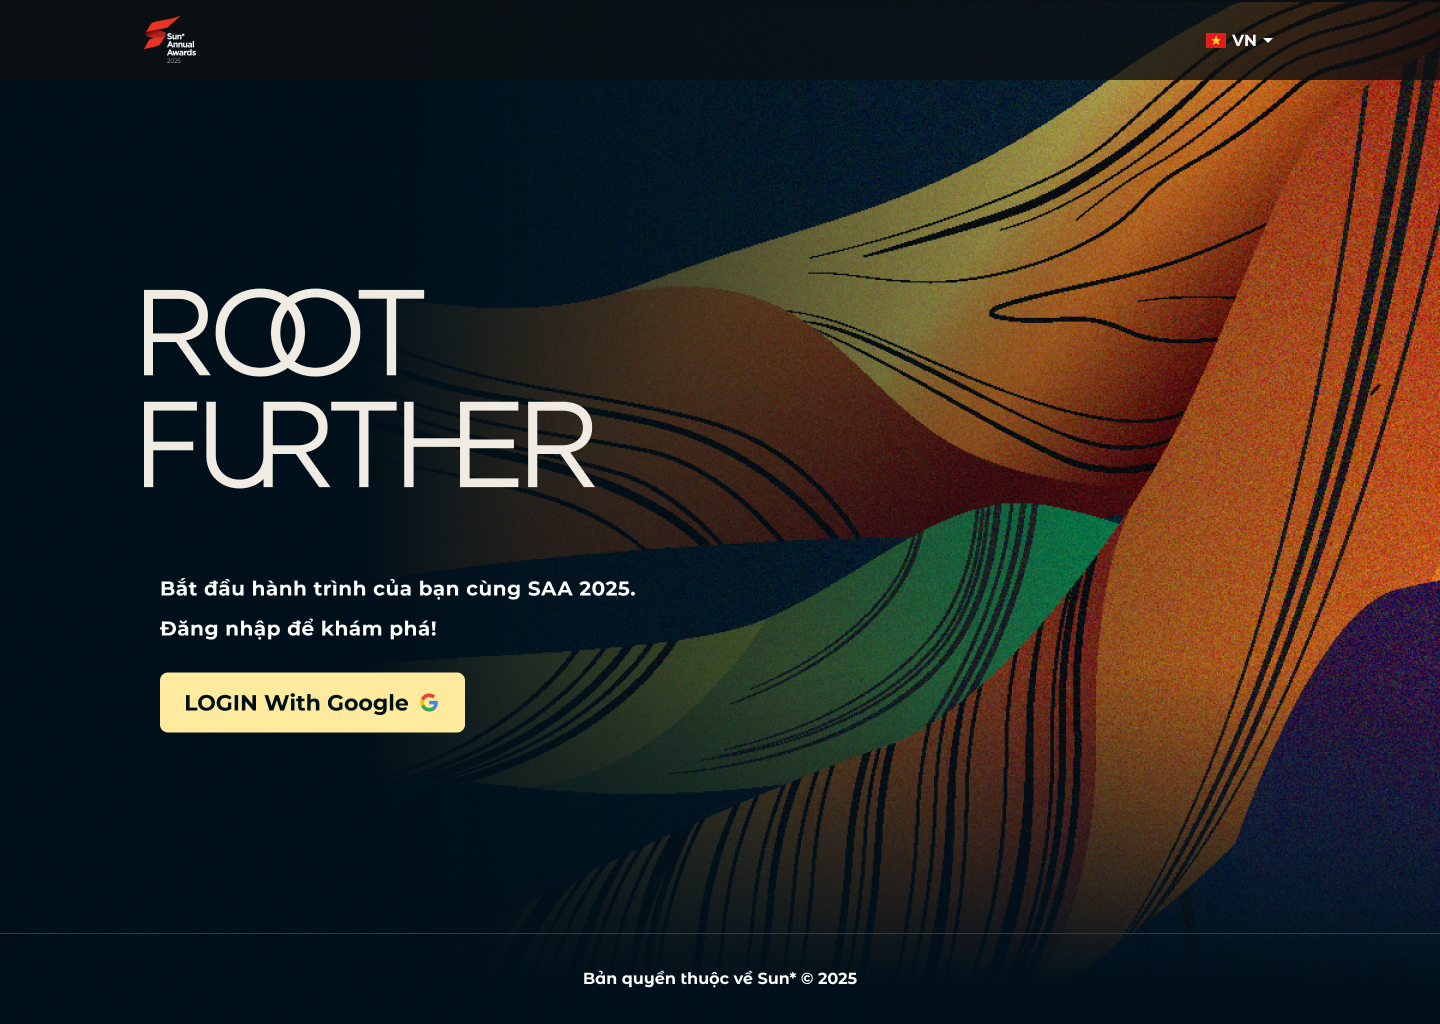 Sun*
Annual
Awards
2025
VN
ROOT
FURTHER
Bắt đầu hành trình của bạn cùng SAA 2025.
Đăng nhập để khám phá!
LOGIN With Google
Bản quyền thuộc về Sun* © 2025